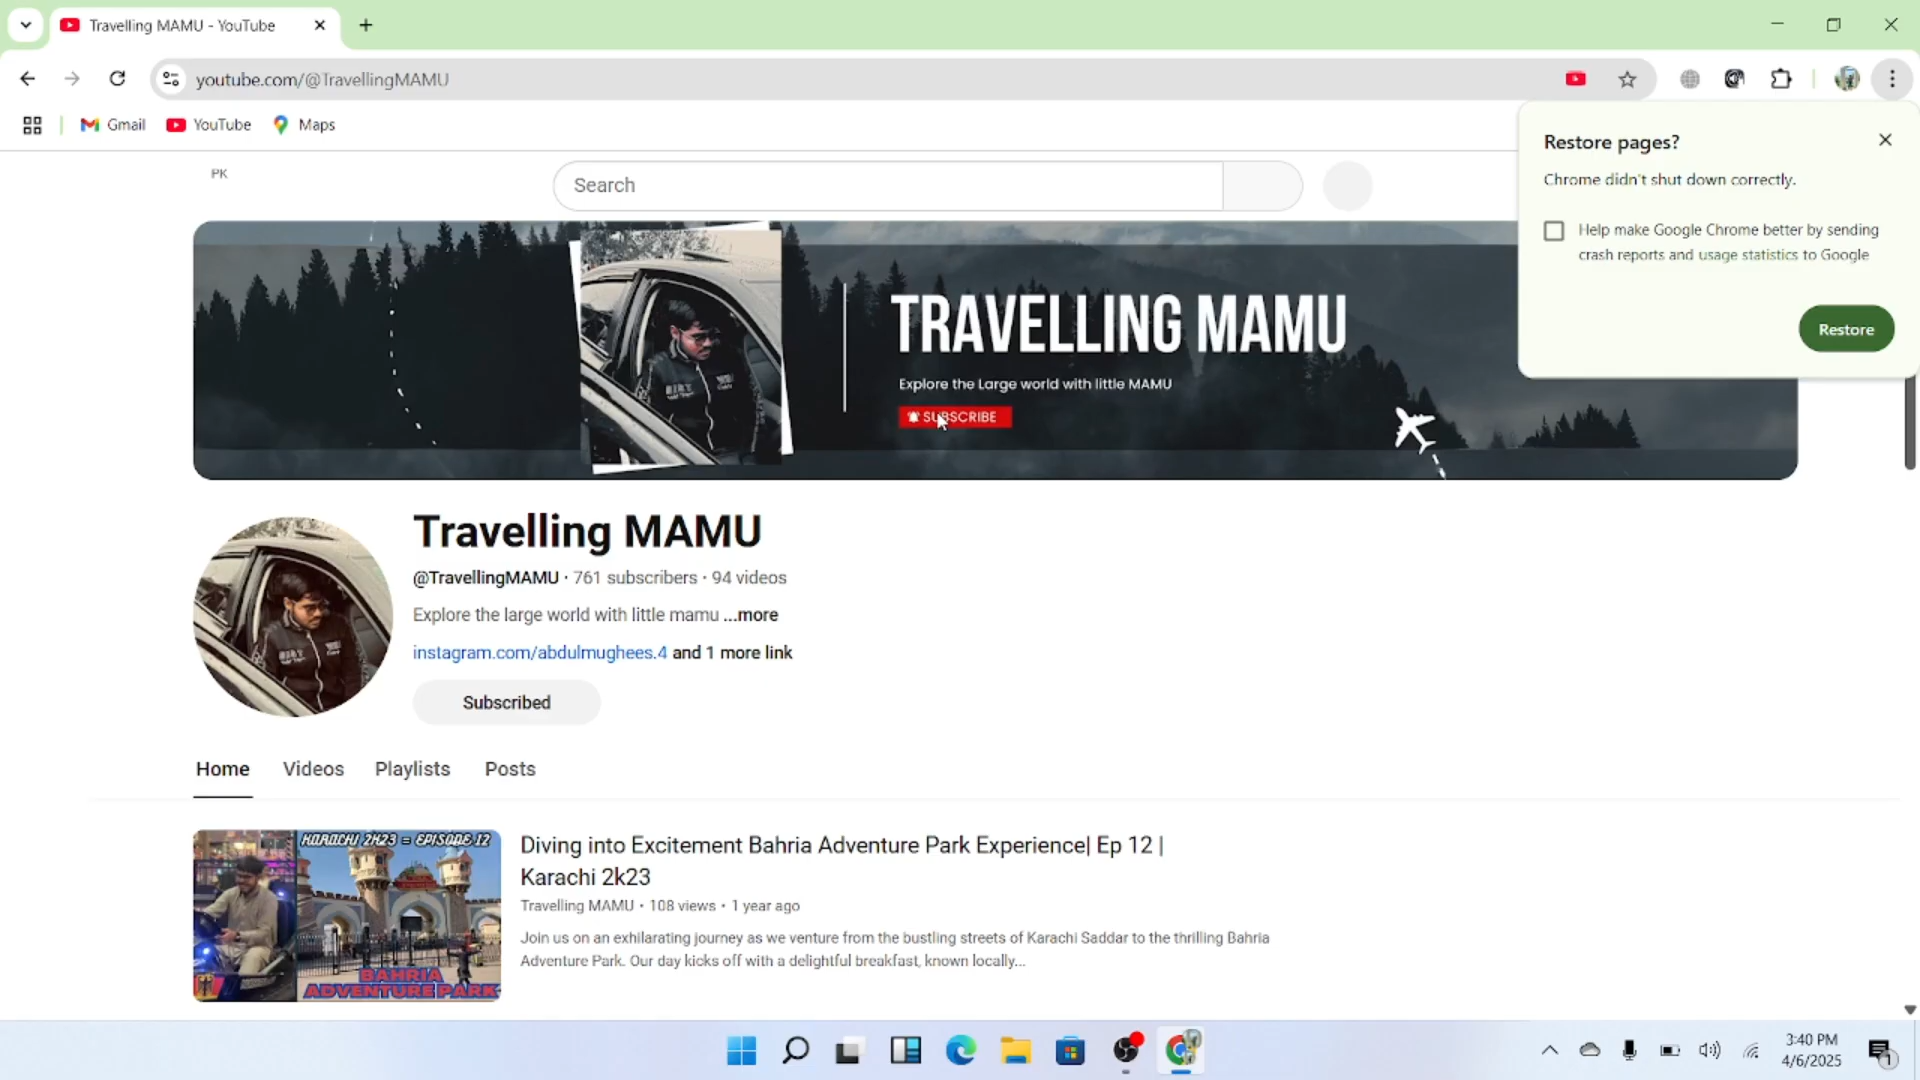 Travelling MAMU - YouTube
youtube.com/@TravellingMAMU
Gmail
YouTube
Maps
Restore pages?
Chrome didn't shut down correctly.
Help make Google Chrome better by sending
crash reports and usage statistics to Google
Restore
PK
Search
TRAVELLING MAMU
Explore the Large world with little MAMU
SUBSCRIBE
Travelling MAMU
@TravellingMAMU · 761 subscribers · 94 videos
Explore the large world with little mamu ...more
instagram.com/abdulmughees.4 and 1 more link
Subscribed
Home Videos Playlists Posts
KARACHI 2K23 = EPISODE 12
BAHRIA
ADVENTURE PARK
Diving into Excitement Bahria Adventure Park Experience| Ep 12 |
Karachi 2k23
Travelling MAMU • 108 views • 1 year ago
Join us on an exhilarating journey as we venture from the bustling streets of Karachi Saddar to the thrilling Bahria
Adventure Park. Our day kicks off with a delightful breakfast, known locally...
3:40 PM
4/6/2025
1